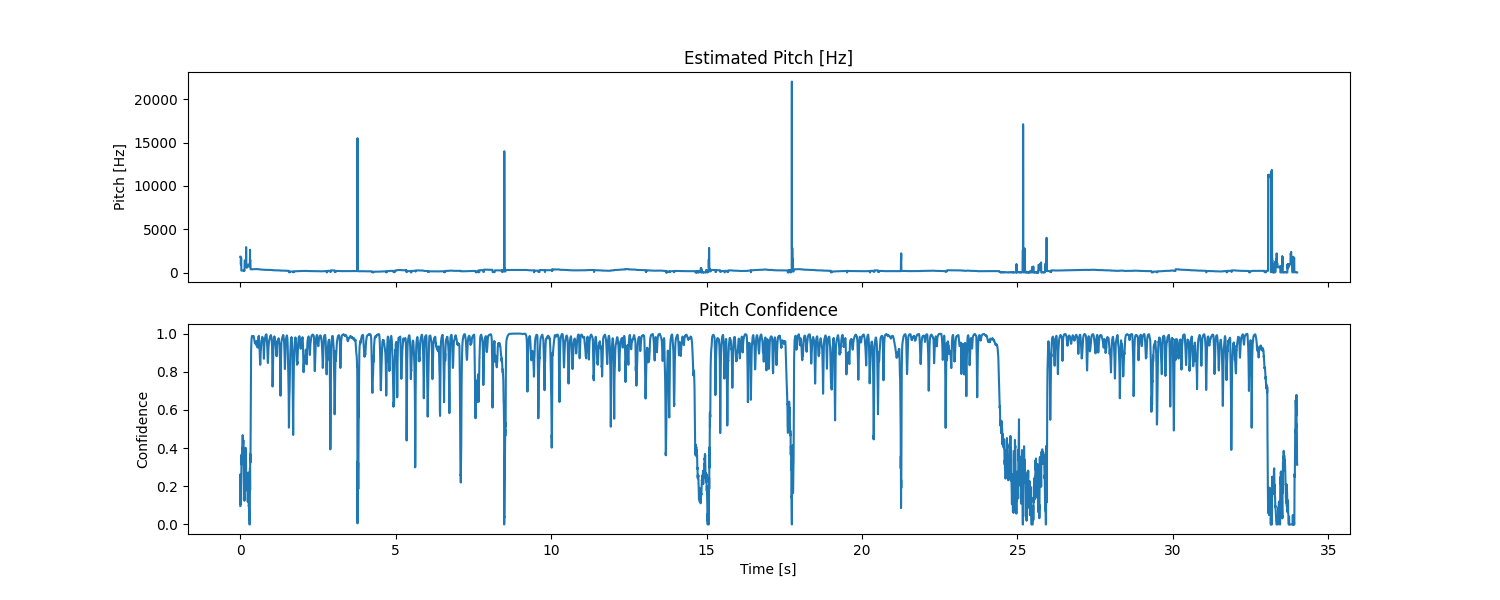 Estimated Pitch [Hz]
20000
15000
10000
5000
0
Pitch [Hz]
Pitch Confidence
1.0
0.8
0.6
0.4
0.2
0.0
Confidence
0 5 10 15 20 25 30 35
Time [s]